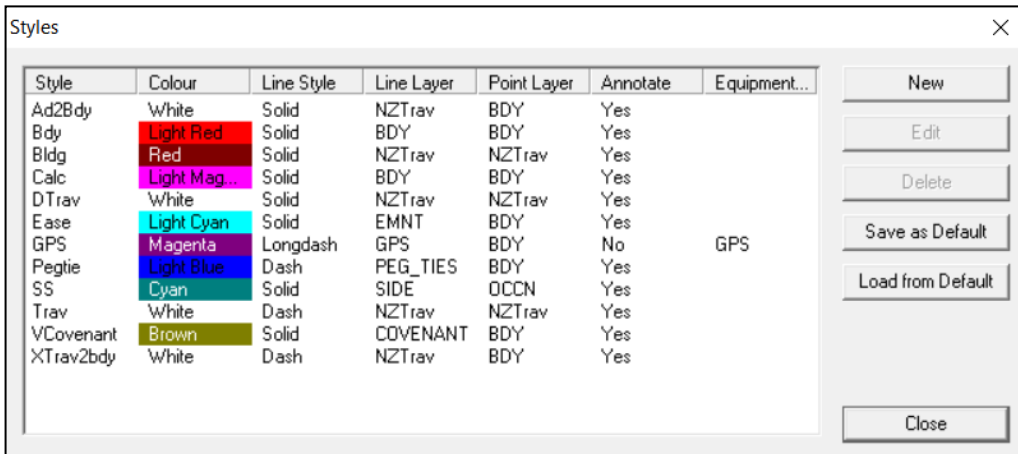 Styles
Style Colour Line Style Line Layer Point Layer Annotate Equipment...
Ad2Bdy White Solid NZTrav BDY Yes
Bdy Light Red Solid BDY BDY Yes
Bldg Red Solid NZTrav NZTrav Yes
Calc Light Mag... Solid BDY BDY Yes
DTrav White Solid NZTrav NZTrav Yes
Ease Light Cyan Solid EMNT BDY Yes
GPS Magenta Longdash GPS BDY No GPS
Pegtie Light Blue Dash PEG_TIES BDY Yes
SS Cyan Solid SIDE OCCN Yes
Trav White Dash NZTrav NZTrav Yes
VCovenant Brown Solid COVENANT BDY Yes
XTrav2bdy White Dash NZTrav BDY Yes
New
Edit
Delete
Save as Default
Load from Default
Close